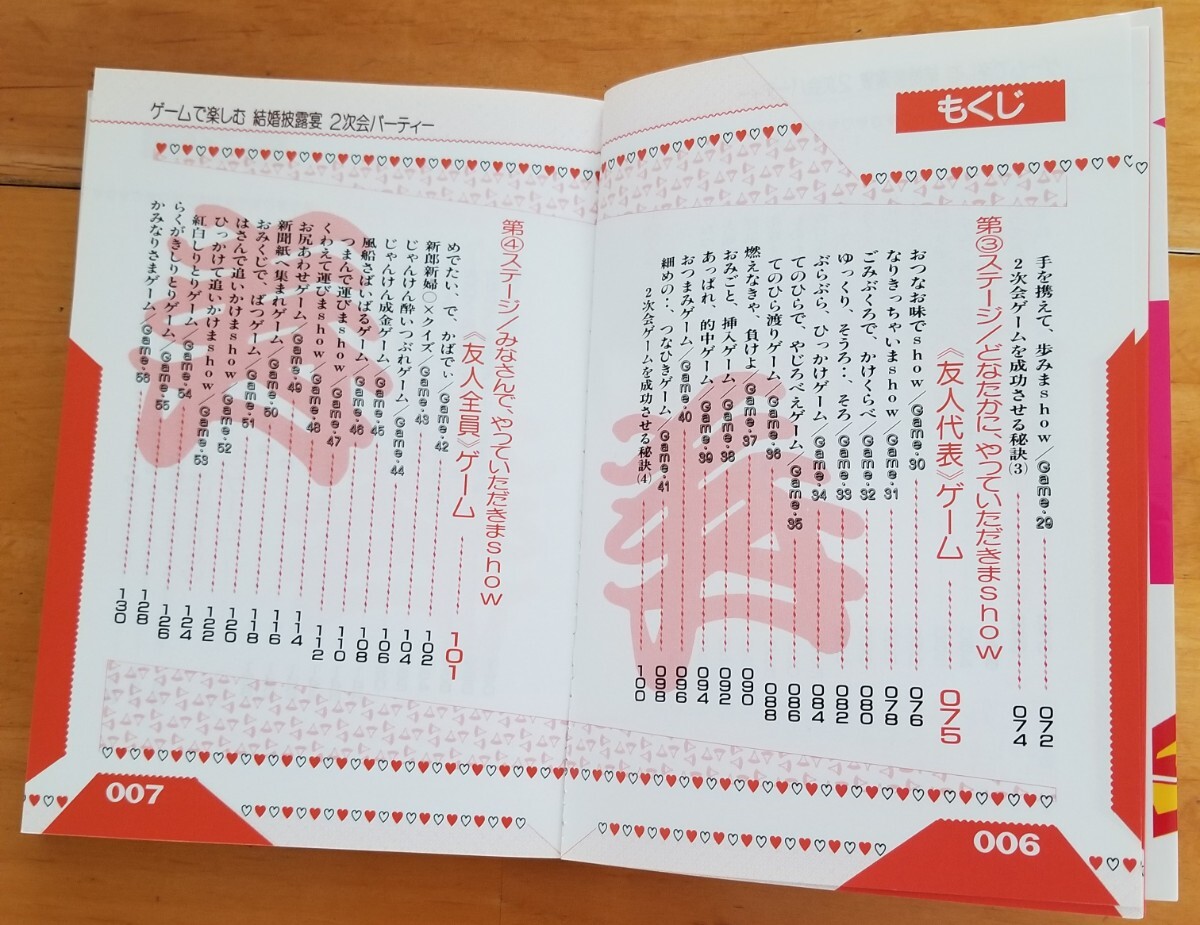 もくじ
手を携えて、歩みまshow／Game・29 072
2次会ゲームを成功させる秘訣(3) 074
第③ステージ／どなたかに、やっていただきまshow
《友人代表》ゲーム 075
おつなお味でshow／Game・30 076
なりきっちゃいまshow／Game・31 078
ごみぶくろで、かけくらべ／Game・32 080
ゆっくり、そうろ・・、そろ／Game・33 082
ぶらぶら、ひっかけゲーム／Game・34 084
てのひらで、やじろべえゲーム／Game・35 086
てのひ、渡りゲーム／Game・36 088
燃えなきゃ、負けよ／Game・37 090
おみごと、挿入ゲーム／Game・38 092
あっぱれ、的中ゲーム／Game・39 094
おつまみゲーム／Game・40 096
細めの・・、つなひきゲーム／Game・41 098
2次会ゲームを成功させる秘訣(4) 100
006
ゲームで楽しむ 結婚披露宴 2次会パーティー
第④ステージ／みなさんで、やっていただきまshow
《友人全員》ゲーム 101
めでたい、で、かばでぃ／Game・42 102
新郎新婦○×クイズ／Game・43 104
じゃんけん酔いつぶれゲーム／Game・44 106
じゃんけん成金ゲーム／Game・45 108
風船さばいばるゲーム／Game・46 110
つまんで運びまshow／Game・47 112
くわえて運びまshow／Game・48 114
お尻あわせゲーム／Game・49 116
新聞紙へ集まれゲーム／Game・50 118
おみくじで、ばつゲーム／Game・51 120
はさんで追いかけまshow／Game・52 122
ひっかけて追いかけまshow／Game・53 124
紅白しりとりゲーム／Game・54 126
らくがきしりとりゲーム／Game・55 128
かみなりさまゲーム／Game・56 130
007